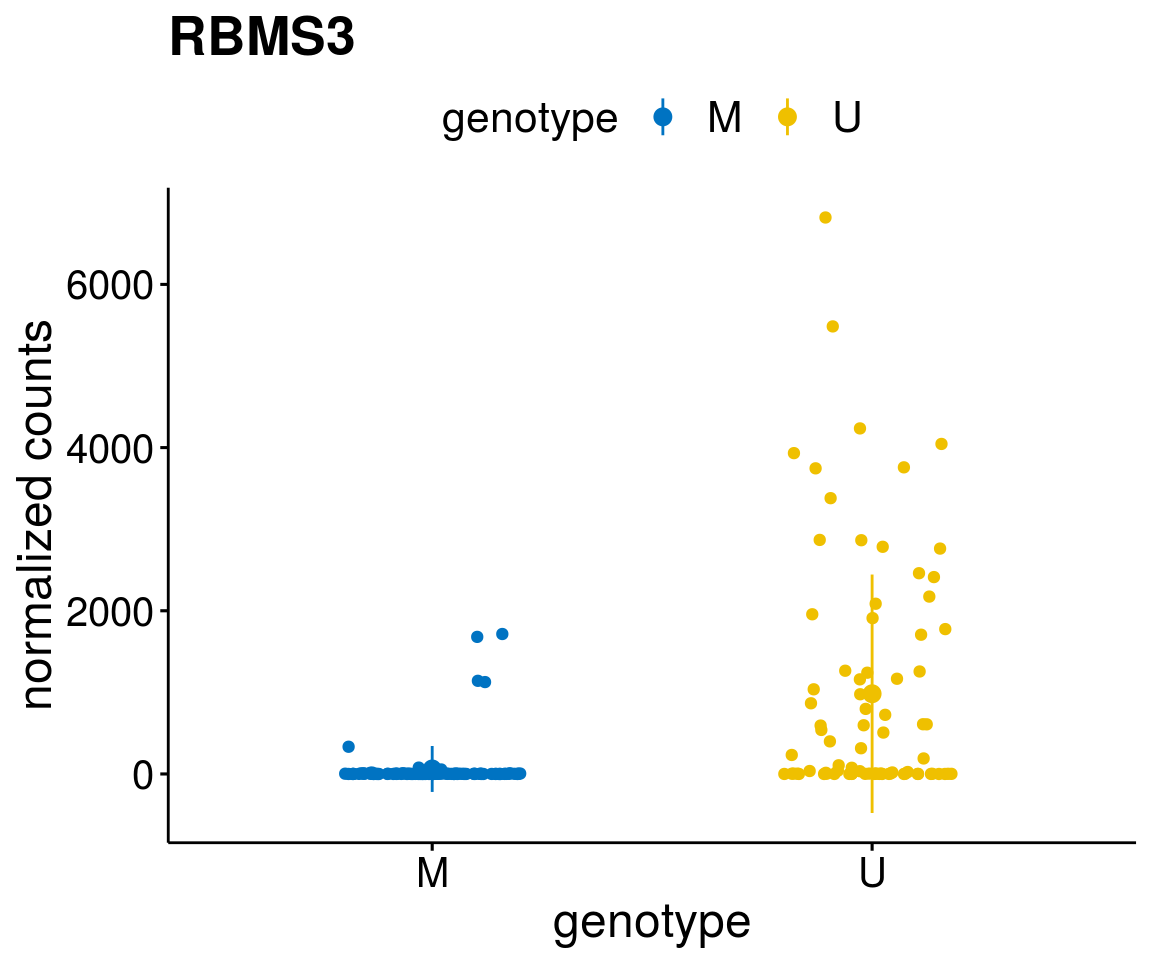 RBMS3
genotype M U
normalized counts
6000
4000
2000
0
M U
genotype